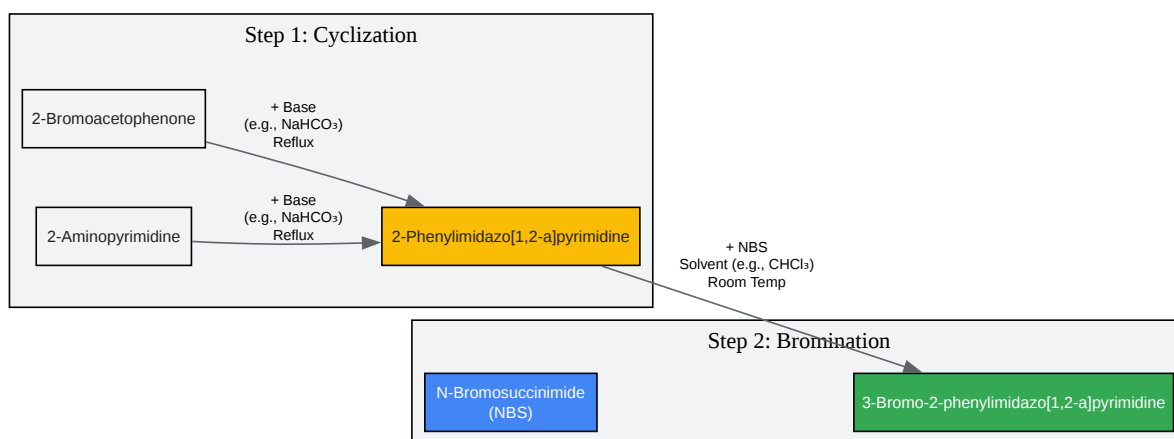 Step 1: Cyclization
2-Bromoacetophenone
+ Base
(e.g., NaHCO₃)
Reflux
2-Aminopyrimidine
+ Base
(e.g., NaHCO₃)
Reflux
2-Phenylimidazo[1,2-a]pyrimidine
+ NBS
Solvent (e.g., CHCl₃)
Room Temp
Step 2: Bromination
N-Bromosuccinimide
(NBS)
3-Bromo-2-phenylimidazo[1,2-a]pyrimidine